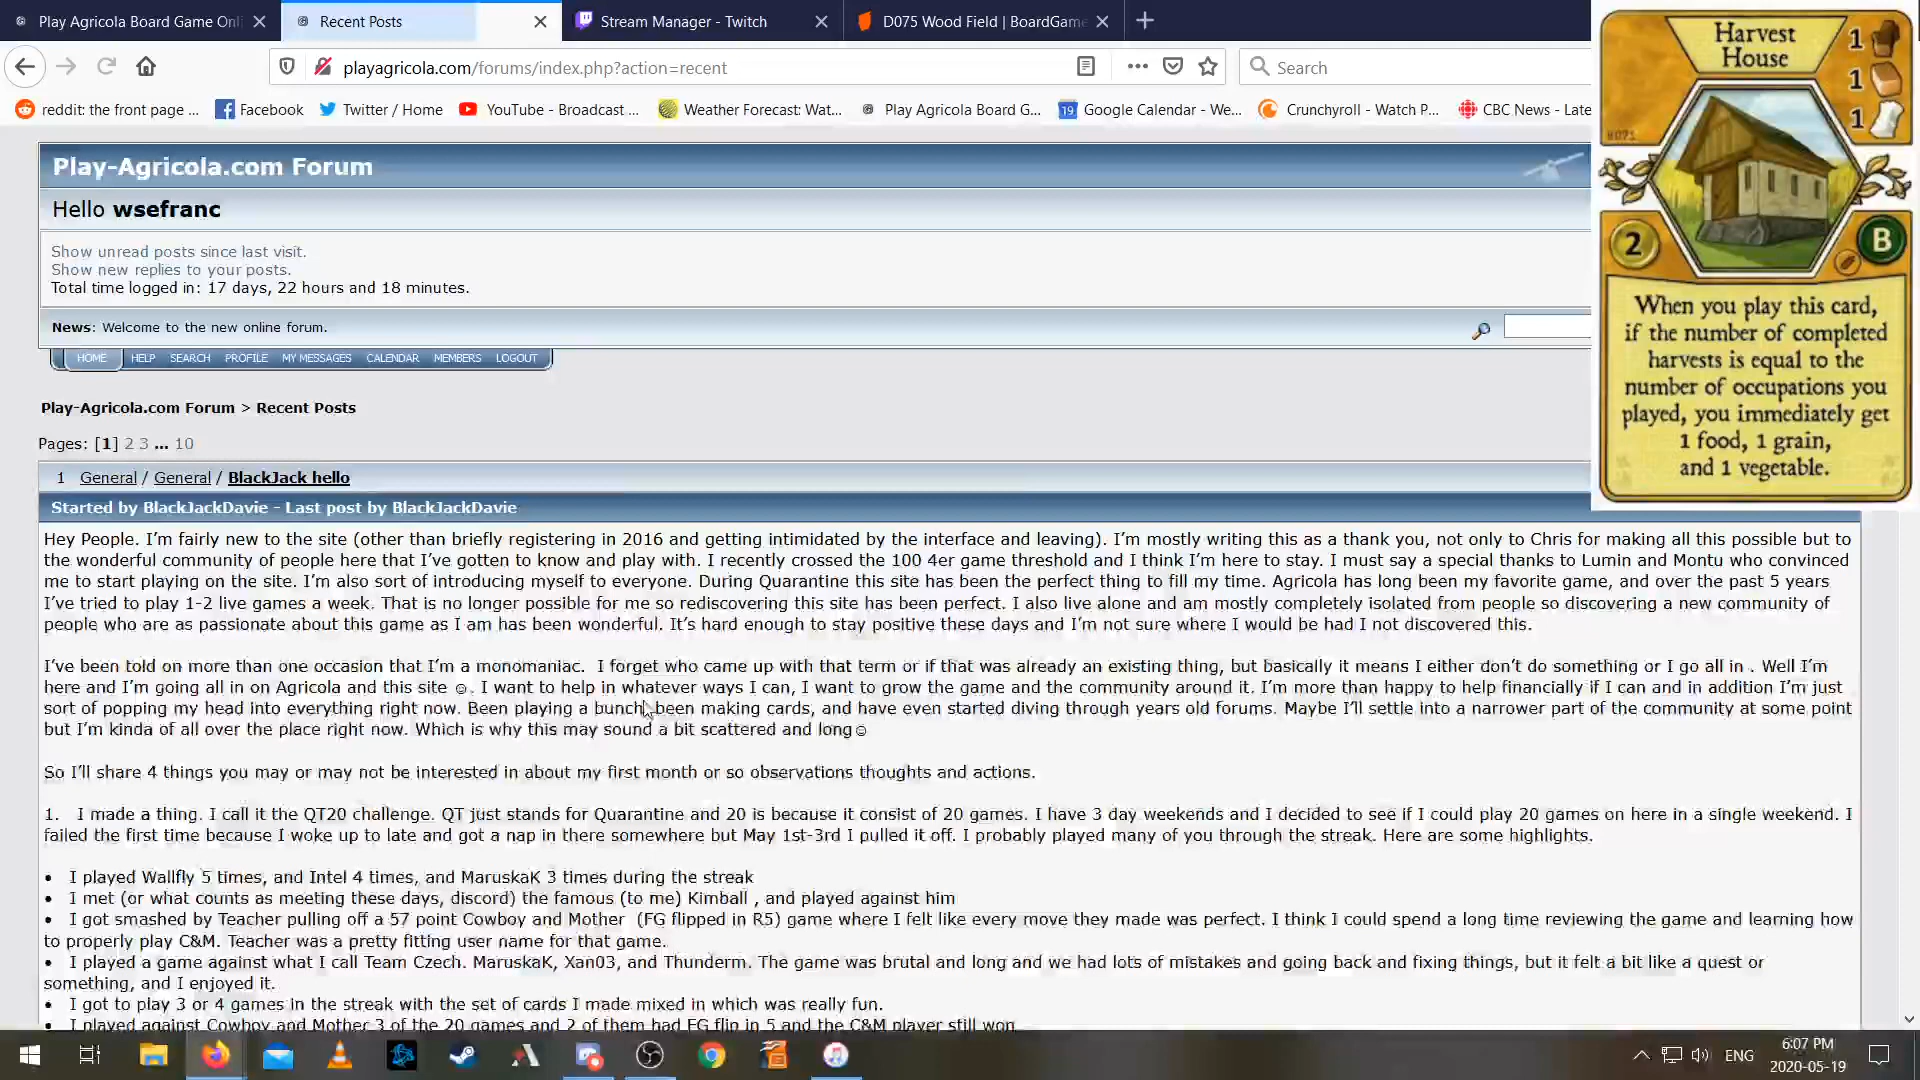 Play Agricola Board Game Onl
Recent Posts
Stream Manager - Twitch
D075 Wood Field | BoardGame
playagricola.com/forums/index.php?action=recent
Search
reddit: the front page ...
Facebook
Twitter / Home
YouTube - Broadcast ...
Weather Forecast: Wat...
Play Agricola Board G...
19
Google Calendar - We...
Crunchyroll - Watch P...
CBC News - Late
Play-Agricola.com Forum
Hello wsefranc
Show unread posts since last visit.
Show new replies to your posts.
Total time logged in: 17 days, 22 hours and 18 minutes.
News: Welcome to the new online forum.
HOME HELP SEARCH PROFILE MY MESSAGES CALENDAR MEMBERS LOGOUT
Play-Agricola.com Forum > Recent Posts
Pages: [1] 2 3 ... 10
1 General / General / BlackJack hello
Started by BlackJackDavie - Last post by BlackJackDavie
Hey People. I'm fairly new to the site (other than briefly registering in 2016 and getting intimidated by the interface and leaving). I'm mostly writing this as a thank you, not only to Chris for making all this possible but to
the wonderful community of people here that I've gotten to know and play with. I recently crossed the 100 4er game threshold and I think I'm here to stay. I must say a special thanks to Lumin and Montu who convinced
me to start playing on the site. I'm also sort of introducing myself to everyone. During Quarantine this site has been the perfect thing to fill my time. Agricola has long been my favorite game, and over the past 5 years
I've tried to play 1-2 live games a week. That is no longer possible for me so rediscovering this site has been perfect. I also live alone and am mostly completely isolated from people so discovering a new community of
people who are as passionate about this game as I am has been wonderful. It's hard enough to stay positive these days and I'm not sure where I would be had I not discovered this.
I've been told on more than one occasion that I'm a monomaniac.  I forget who came up with that term or if that was already an existing thing, but basically it means I either don't do something or I go all in . Well I'm
here and I'm going all in on Agricola and this site ☺. I want to help in whatever ways I can, I want to grow the game and the community around it. I'm more than happy to help financially if I can and in addition I'm just
sort of popping my head into everything right now. Been playing a bunch, been making cards, and have even started diving through years old forums. Maybe I'll settle into a narrower part of the community at some point
but I'm kinda of all over the place right now. Which is why this may sound a bit scattered and long☺
So I'll share 4 things you may or may not be interested in about my first month or so observations thoughts and actions.
1. I made a thing. I call it the QT20 challenge. QT just stands for Quarantine and 20 is because it consist of 20 games. I have 3 day weekends and I decided to see if I could play 20 games on here in a single weekend. I
failed the first time because I woke up to late and got a nap in there somewhere but May 1st-3rd I pulled it off. I probably played many of you through the streak. Here are some highlights.
• I played Wallfly 5 times, and Intel 4 times, and MaruskaK 3 times during the streak
• I met (or what counts as meeting these days, discord) the famous (to me) Kimball , and played against him
• I got smashed by Teacher pulling off a 57 point Cowboy and Mother  (FG flipped in R5) game where I felt like every move they made was perfect. I think I could spend a long time reviewing the game and learning how
to properly play C&M. Teacher was a pretty fitting user name for that game.
• I played a game against what I call Team Czech. MaruskaK, Xan03, and Thunderm. The game was brutal and long and we had lots of mistakes and going back and fixing things, but it felt a bit like a quest or
something, and I enjoyed it.
• I got to play 3 or 4 games in the streak with the set of cards I made mixed in which was really fun.
• I played against Cowboy and Mother 3 of the 20 games and 2 of them had FG flip in 5 and the C&M player still won
Harvest
House
1
1
1
B071
2
B
When you play this card,
if the number of completed
harvests is equal to the
number of occupations you
played, you immediately get
1 food, 1 grain,
and 1 vegetable.
ENG
6:07 PM
2020-05-19